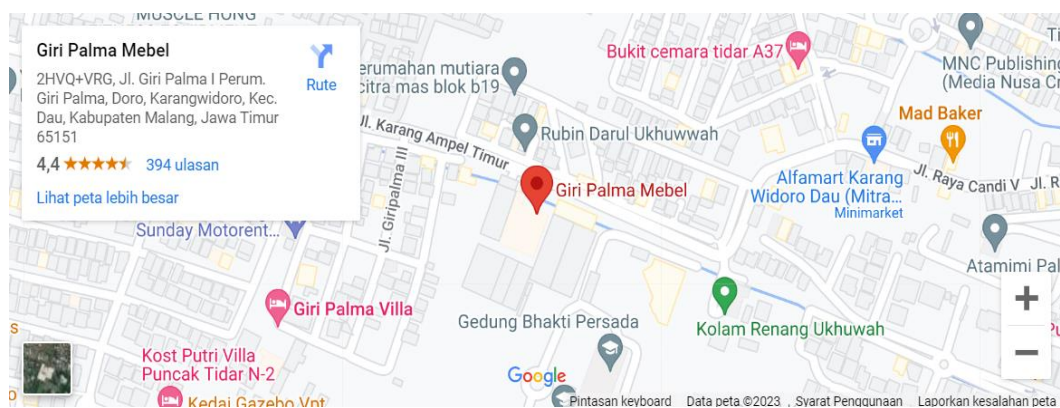 MUSCLE HUNG
Giri Palma Mebel
2HVQ+VRG, Jl. Giri Palma I Perum.
Giri Palma, Doro, Karangwidoro, Kec.
Dau, Kabupaten Malang, Jawa Timur
65151
4,4
394 ulasan
Lihat peta lebih besar
Rute
erumahan mutiara
citra mas blok b19
Bukit cemara tidar A37
MNC Publishing
(Media Nusa Cr
Mad Baker
Jl. Karang Ampel Timur
Rubin Darul Ukhuwwah
Giri Palma Mebel
Alfamart Karang
Widoro Dau (Mitra...
Minimarket
Jl. Raya Candi V
Jl. R
Sunday Motorent...
Jl. Giripalma III
Atamimi Pal
Giri Palma Villa
Gedung Bhakti Persada
Kolam Renang Ukhuwah
Kost Putri Villa
Puncak Tidar N-2
Kedai Gazebo Vnt
Google
+
−
Pintasan keyboard
Data peta ©2023
Syarat Penggunaan
Laporkan kesalahan peta